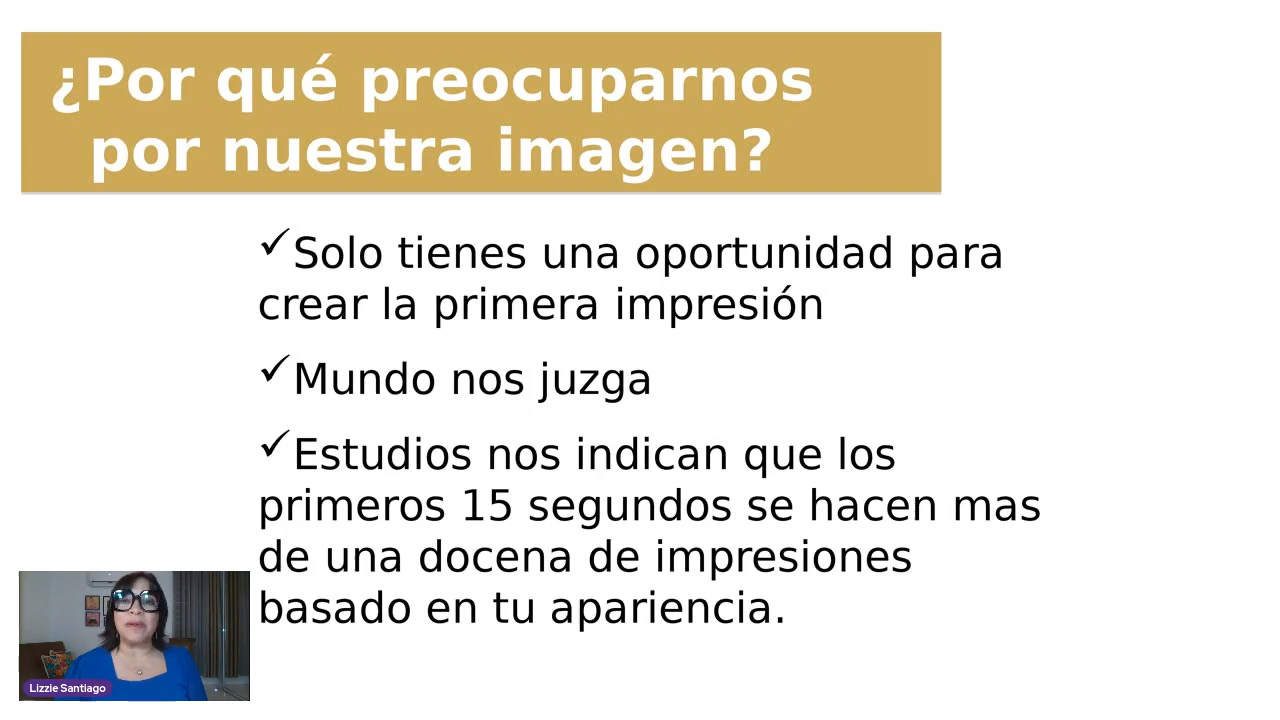 ¿Por qué preocuparnos
por nuestra imagen?
✓Solo tienes una oportunidad para
crear la primera impresión
✓Mundo nos juzga
✓Estudios nos indican que los
primeros 15 segundos se hacen mas
de una docena de impresiones
basado en tu apariencia.
Lizzie Santiago